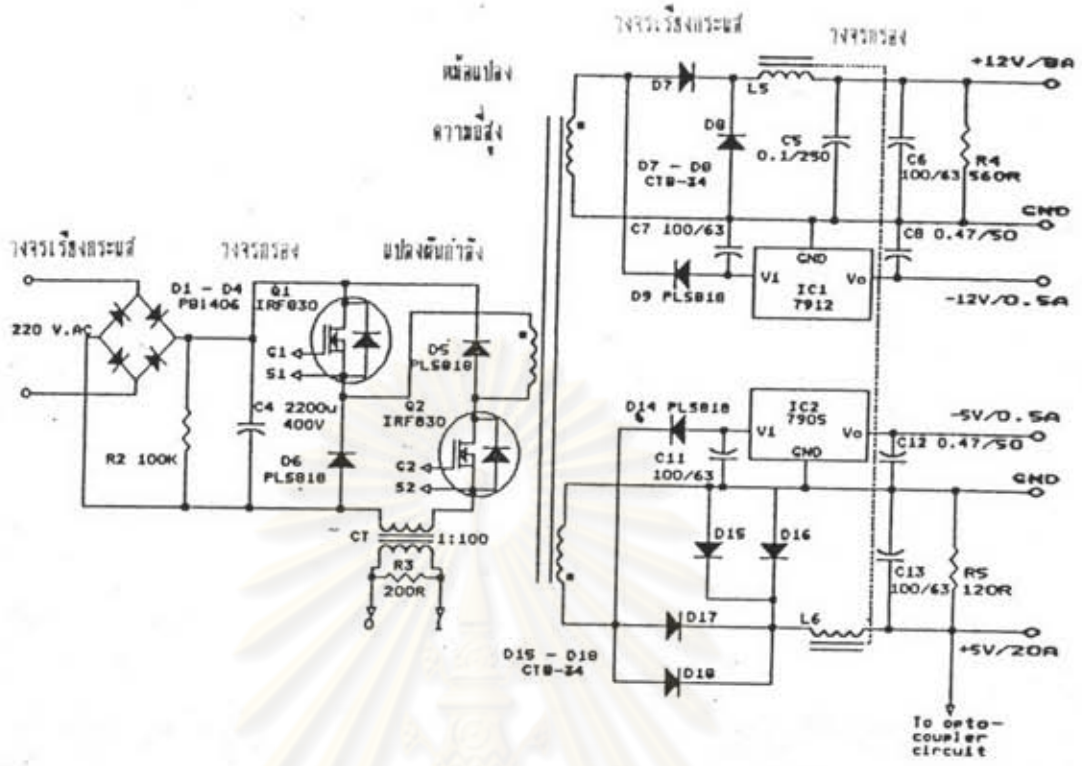 วงจรเรียงกระแส
วงจรกรอง
หม้อแปลง
ความถี่สูง
+12V/8A
D7
L5
D8
C5
0.1/250
C6
100/63
R4
560R
D7 - D8
CTB-34
GND
C7 100/63
C8 0.47/50
GND
V1
Vo
IC1
7912
D9 PL5818
-12V/0.5A
วงจรเรียงกระแส
วงจรกรอง
แปลงผันกำลัง
D1 - D4
PB1406
Q1
IRF830
220 V.AC
G1
S1
D5
PL5818
C4 2200u
400V
Q2
IRF830
R2 100K
D6
PL5818
G2
S2
CT
1:100
R3
200R
D14 PL5818
IC2
7905
V1
Vo
GND
-5V/0.5A
C12 0.47/50
C11
100/63
GND
D15
D16
C13
100/63
R5
120R
D17
L6
D15 - D18
CTB-34
D18
+5V/20A
To opto-
coupler
circuit